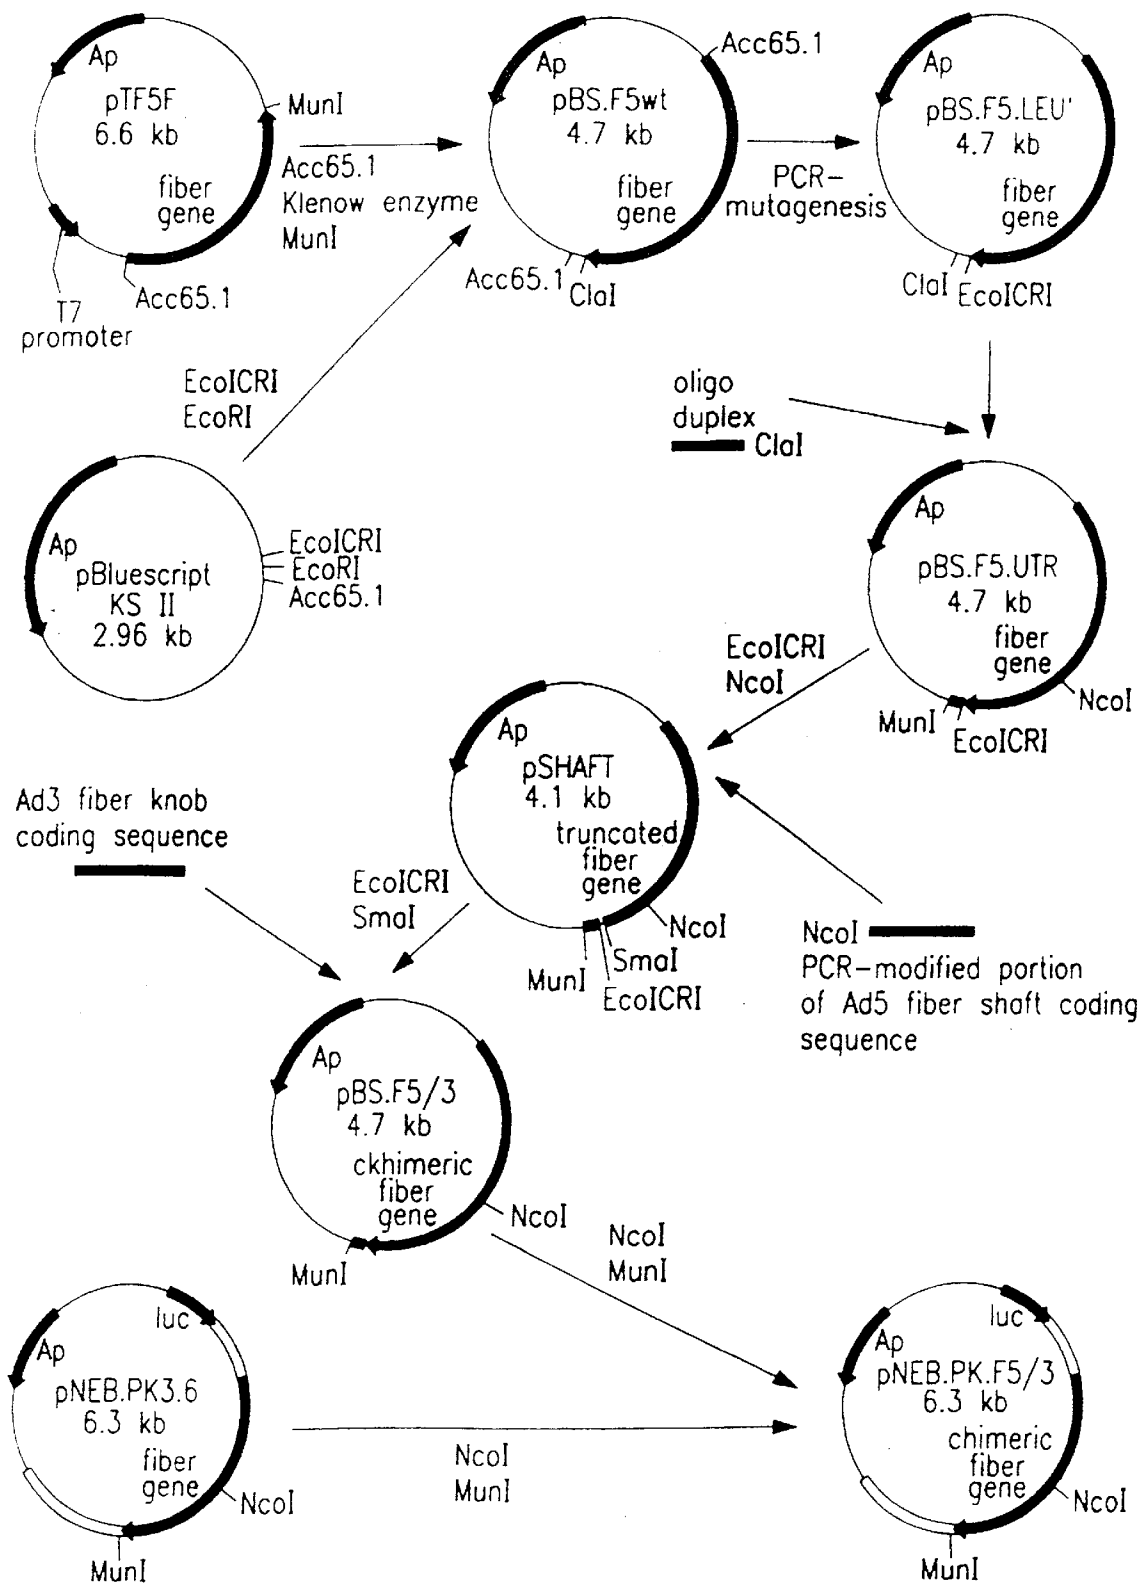 Ap
pTF5F
6.6 kb
fiber
gene
MunI
Acc65.1
T7
promoter
Acc65.1
Klenow enzyme
MunI
Ap
pBS.F5wt
4.7 kb
fiber
gene
Acc65.1
Acc65.1
ClaI
PCR-
mutagenesis
Ap
pBS.F5.LEU'
4.7 kb
fiber
gene
ClaI
EcoICRI
EcoICRI
EcoRI
oligo
duplex
ClaI
Ap
pBluescript
KS II
2.96 kb
EcoICRI
EcoRI
Acc65.1
Ap
pBS.F5.UTR
4.7 kb
fiber
gene
NcoI
MunI
EcoICRI
EcoICRI
NcoI
Ap
pSHAFT
4.1 kb
truncated
fiber
gene
NcoI
SmaI
MunI
EcoICRI
Ad3 fiber knob
coding sequence
EcoICRI
SmaI
NcoI
PCR-modified portion
of Ad5 fiber shaft coding
sequence
Ap
pBS.F5/3
4.7 kb
ckhimeric
fiber
gene
NcoI
MunI
NcoI
MunI
luc
Ap
pNEB.PK3.6
6.3 kb
fiber
gene
NcoI
MunI
NcoI
MunI
luc
Ap
pNEB.PK.F5/3
6.3 kb
chimeric
fiber
gene
NcoI
MunI